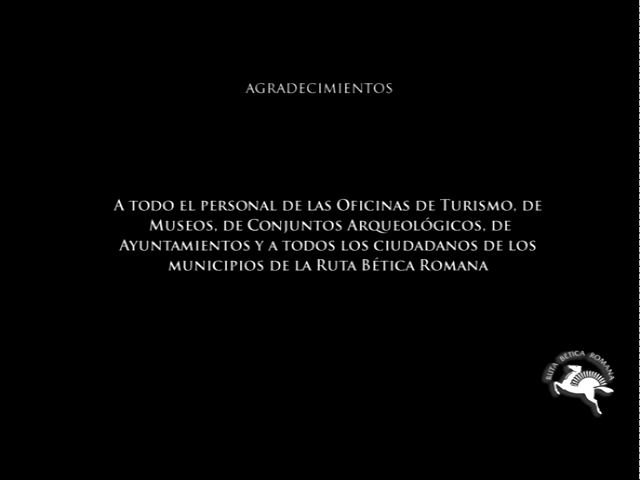 AGRADECIMIENTOS
A TODO EL PERSONAL DE LAS OFICINAS DE TURISMO, DE
MUSEOS, DE CONJUNTOS ARQUEOLÓGICOS, DE
AYUNTAMIENTOS Y A TODOS LOS CIUDADANOS DE LOS
MUNICIPIOS DE LA RUTA BÉTICA ROMANA
RUTA BÉTICA ROMANA